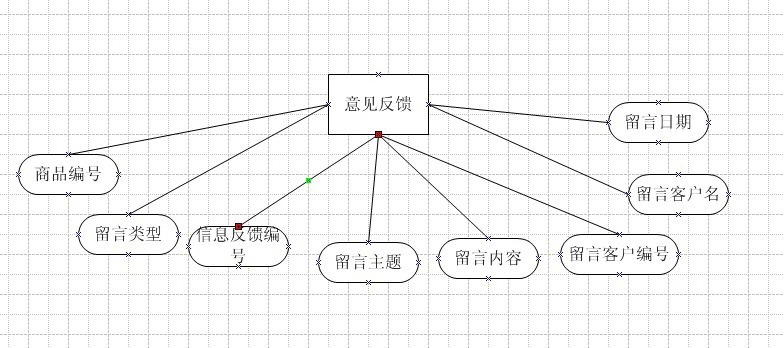 意见反馈
留言日期
商品编号
留言客户名
留言类型
信息反馈编
号
留言主题
留言内容
留言客户编号